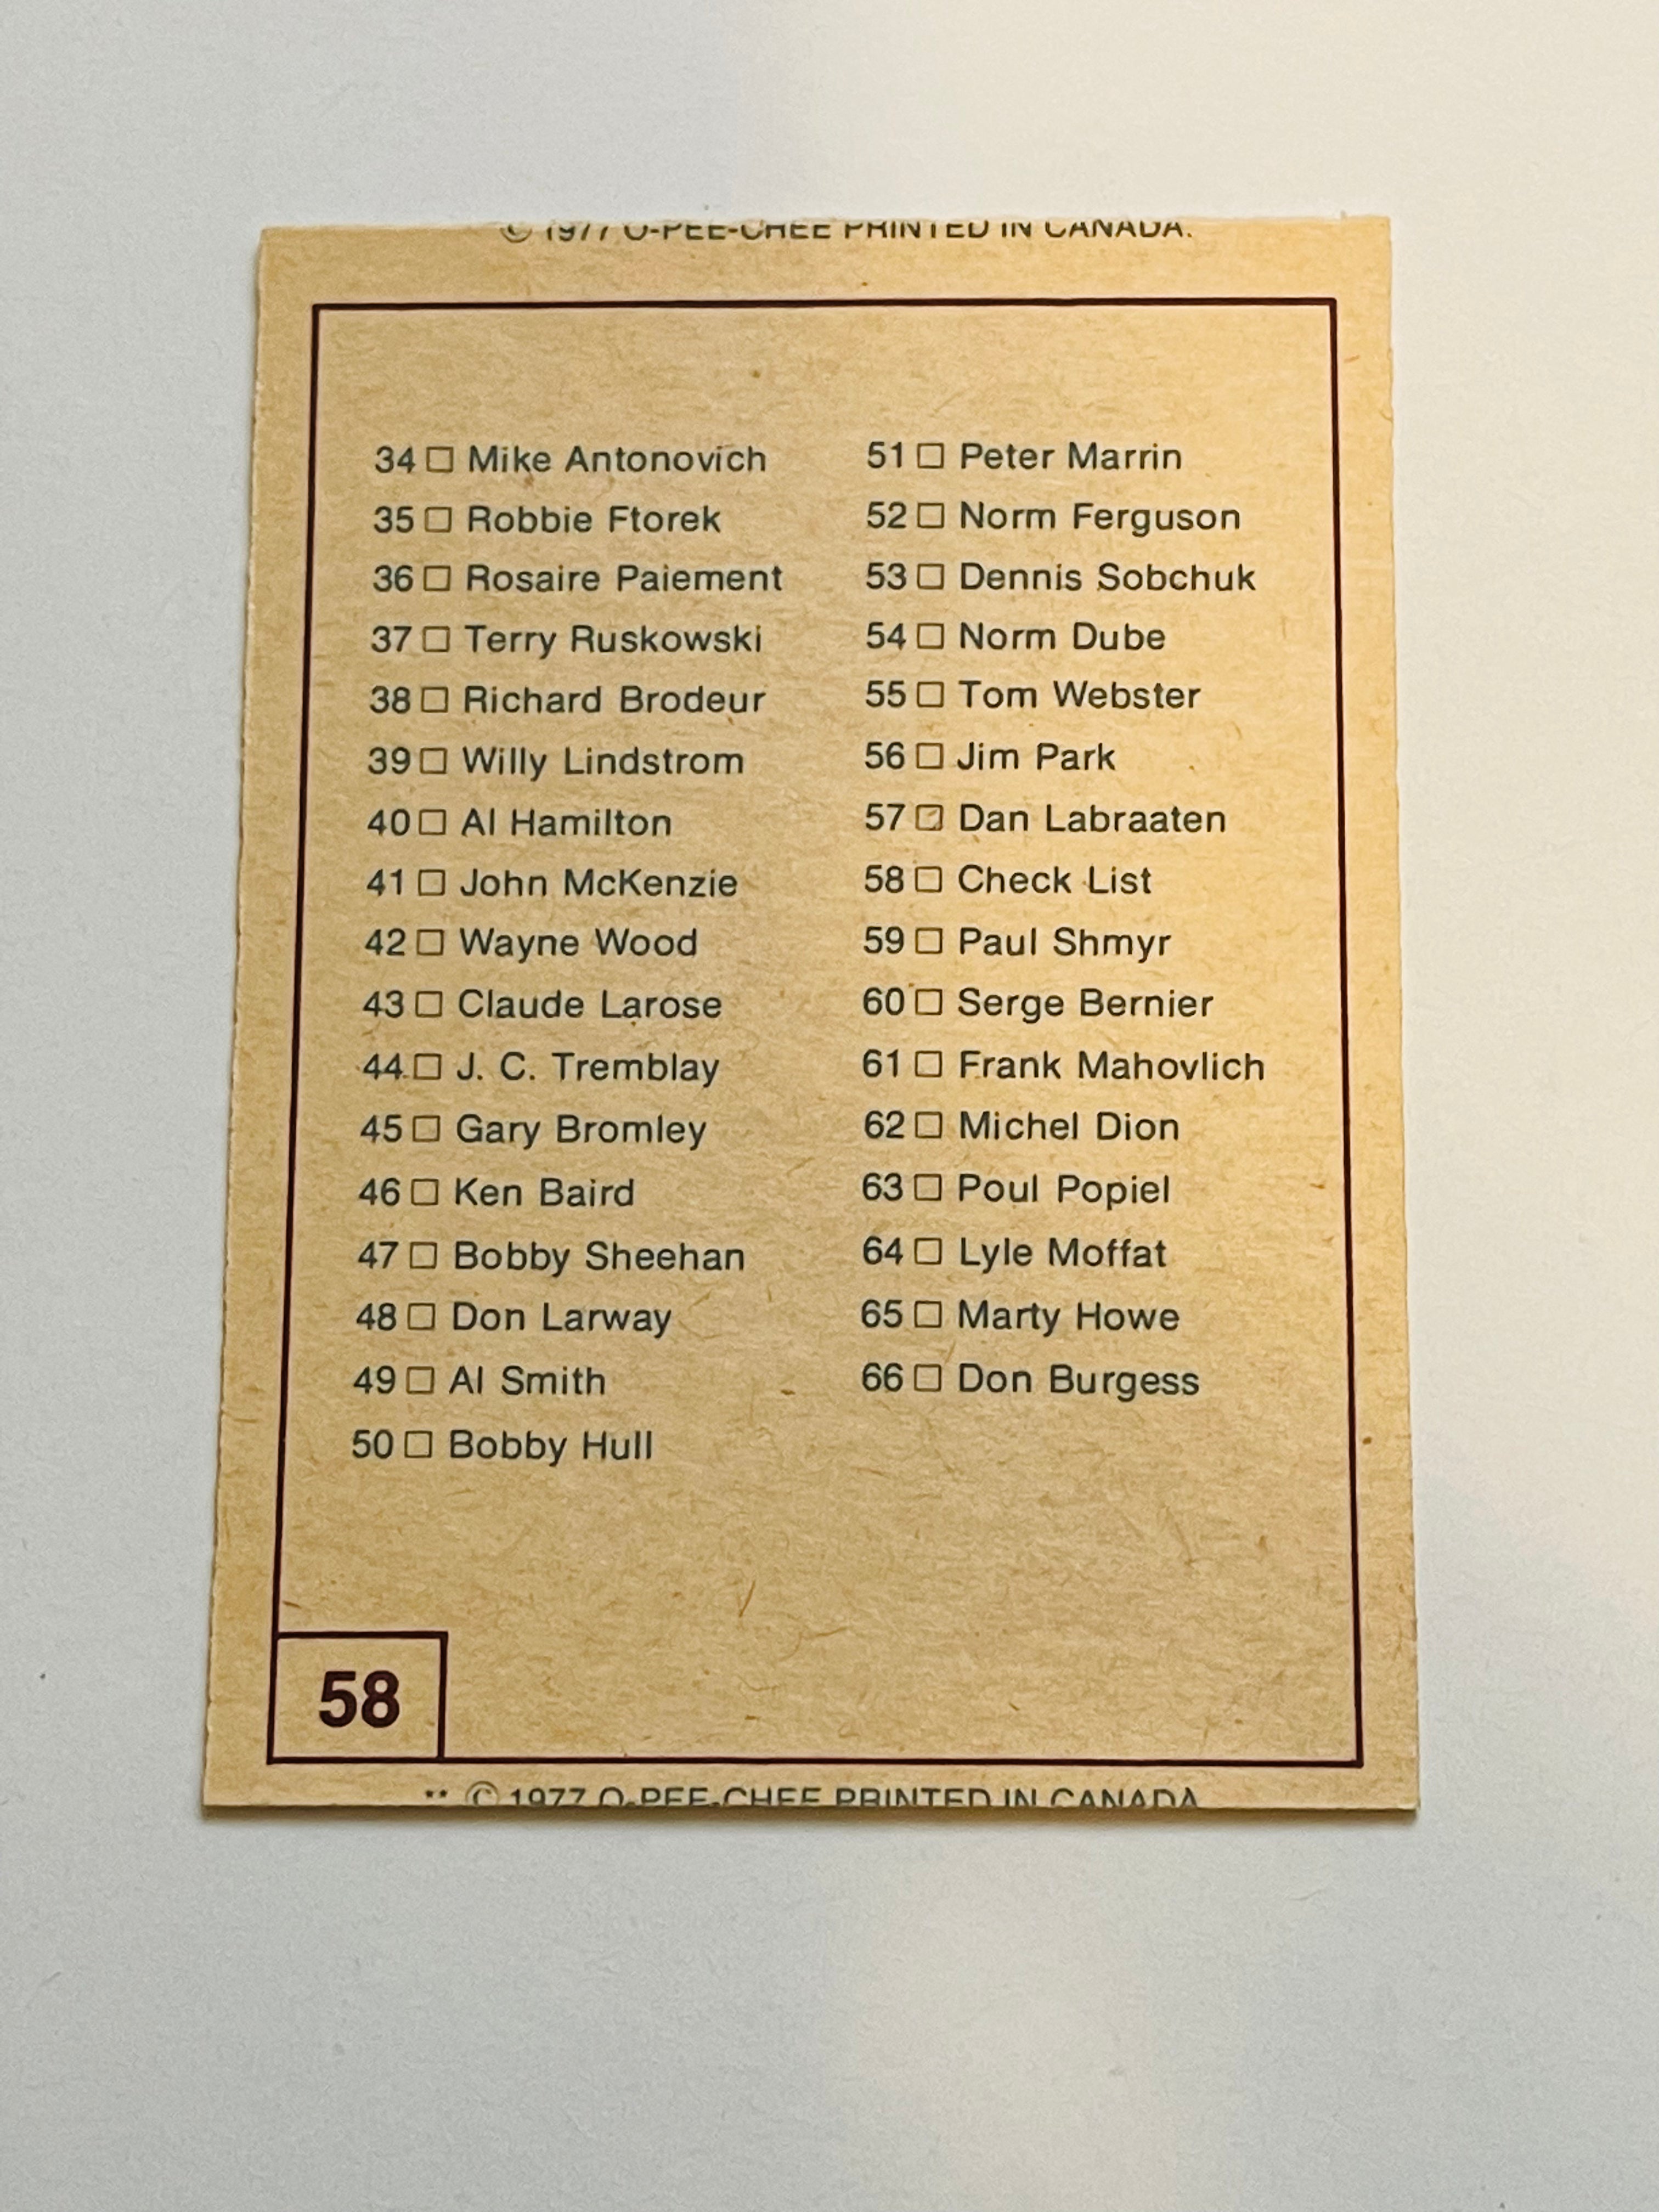 © 1977 O-PEE-CHEE PRINTED IN CANADA.
34 □ Mike Antonovich
35 □ Robbie Ftorek
36 □ Rosaire Paiement
37 □ Terry Ruskowski
38 □ Richard Brodeur
39 □ Willy Lindstrom
40 □ Al Hamilton
41 □ John McKenzie
42 □ Wayne Wood
43 □ Claude Larose
44 □ J. C. Tremblay
45 □ Gary Bromley
46 □ Ken Baird
47 □ Bobby Sheehan
48 □ Don Larway
49 □ Al Smith
50 □ Bobby Hull
51 □ Peter Marrin
52 □ Norm Ferguson
53 □ Dennis Sobchuk
54 □ Norm Dube
55 □ Tom Webster
56 □ Jim Park
57 □ Dan Labraaten
58 □ Check List
59 □ Paul Shmyr
60 □ Serge Bernier
61 □ Frank Mahovlich
62 □ Michel Dion
63 □ Poul Popiel
64 □ Lyle Moffat
65 □ Marty Howe
66 □ Don Burgess
58
** © 1977 O-PEE-CHEE PRINTED IN CANADA